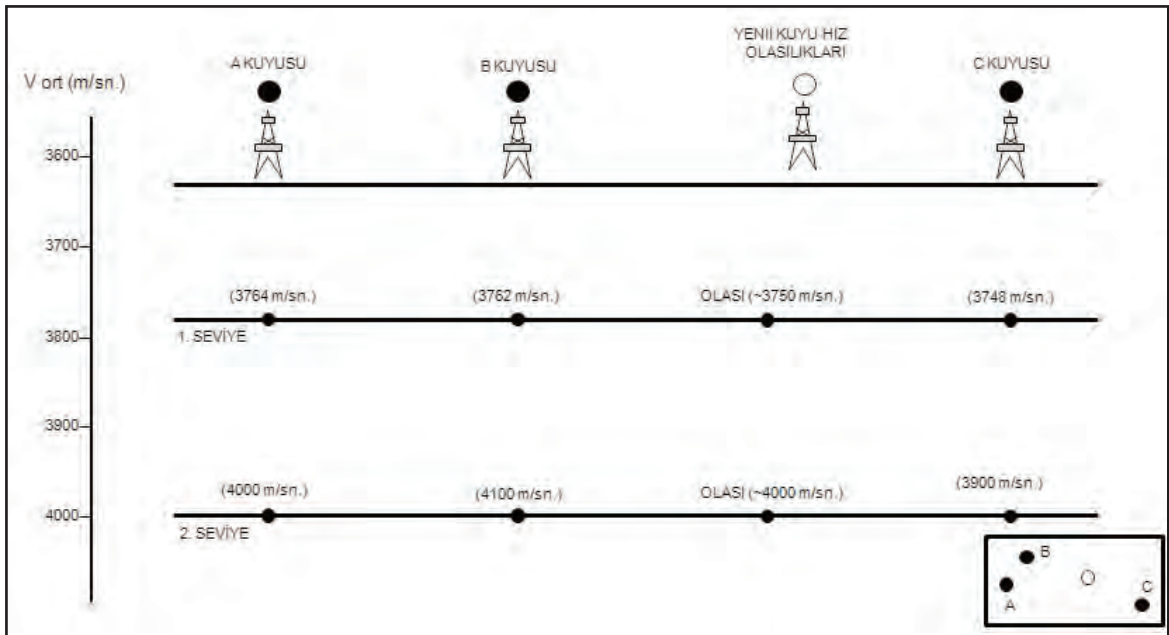 YENİİ KUYU HIZ
OLASILIKLARI
A KUYUSU
B KUYUSU
C KUYUSU
V ort (m/sn.)
3600
3700
(3764 m/sn.)
(3762 m/sn.)
OLASI (~3750 m/sn.)
(3748 m/sn.)
3800
1. SEVİYE
3900
(4000 m/sn.)
(4100 m/sn.)
OLASI (~4000 m/sn.)
(3900 m/sn.)
4000
2. SEVİYE
B
A
C